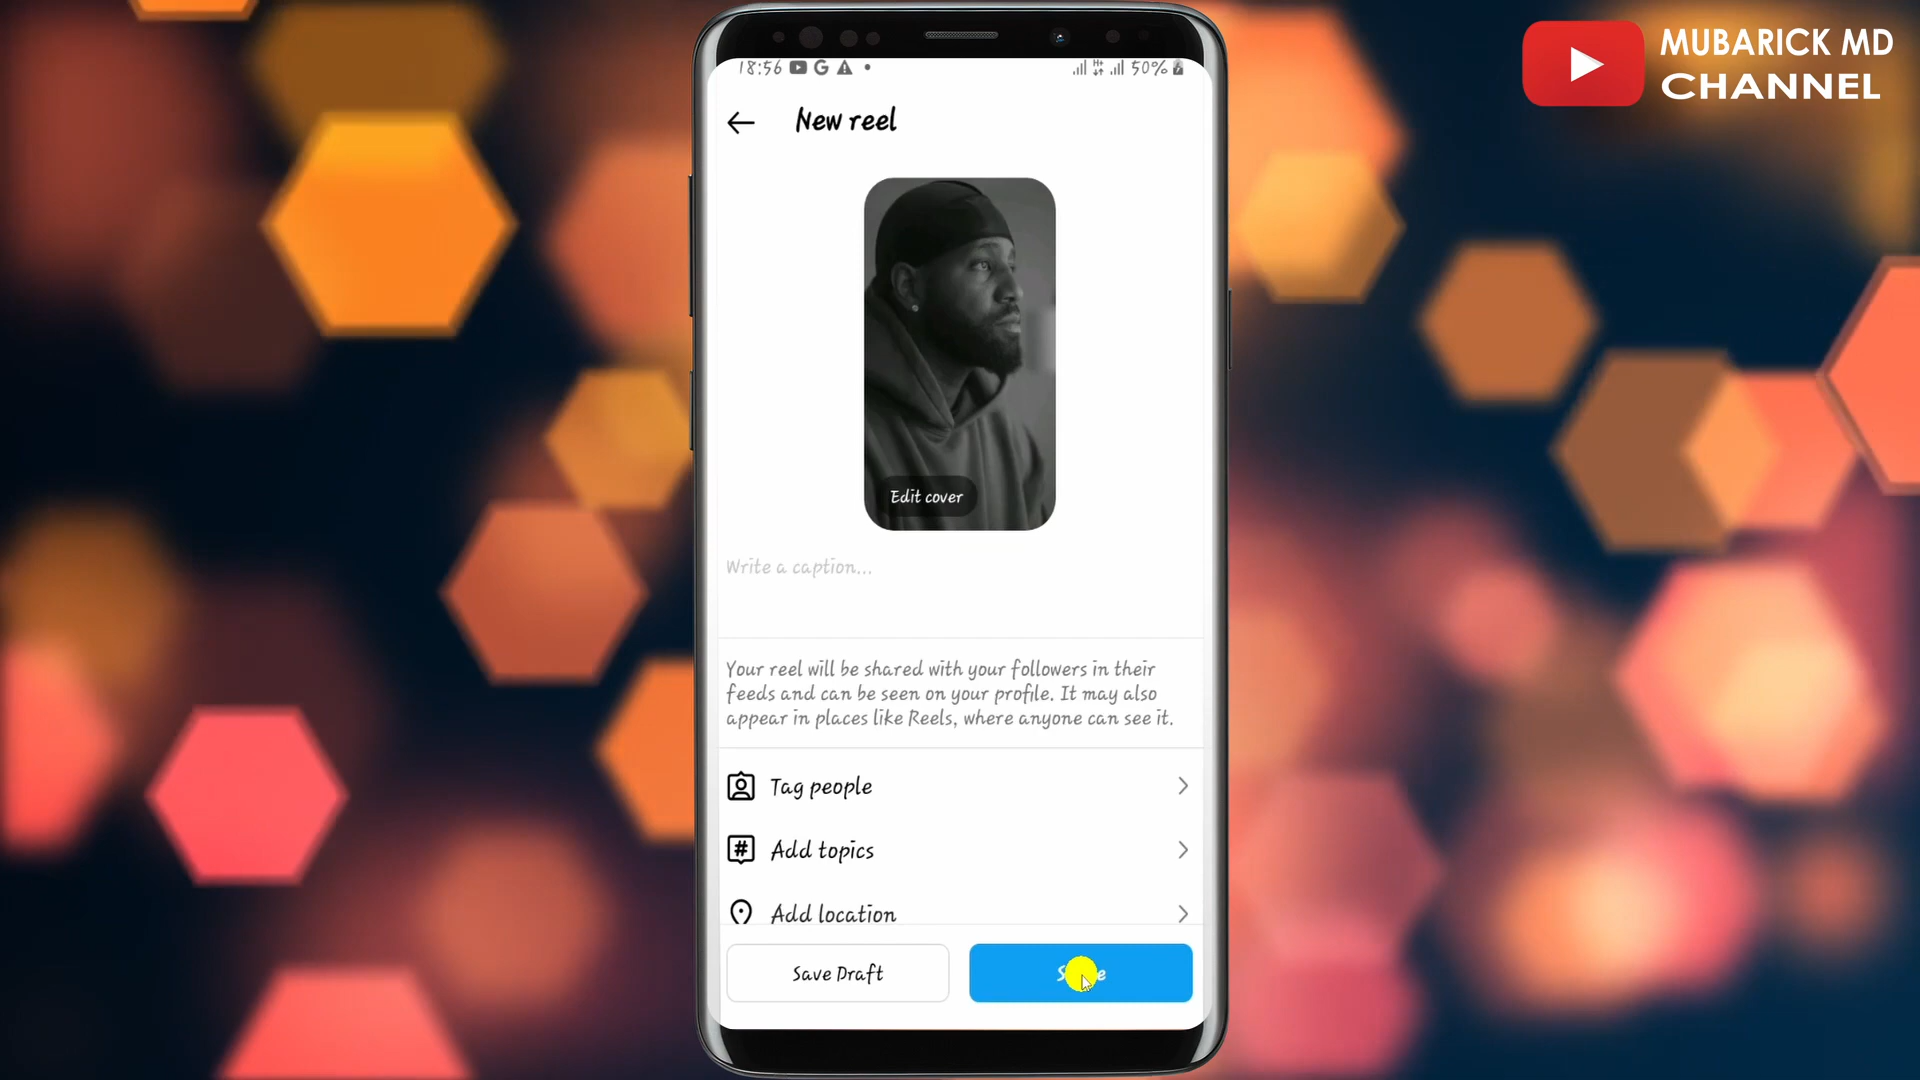 MUBARICK MD
CHANNEL
18:56
50%
New reel
Edit cover
Write a caption...
Your reel will be shared with your followers in their
feeds and can be seen on your profile. It may also
appear in places like Reels, where anyone can see it.
Tag people
Add topics
Add location
Save Draft